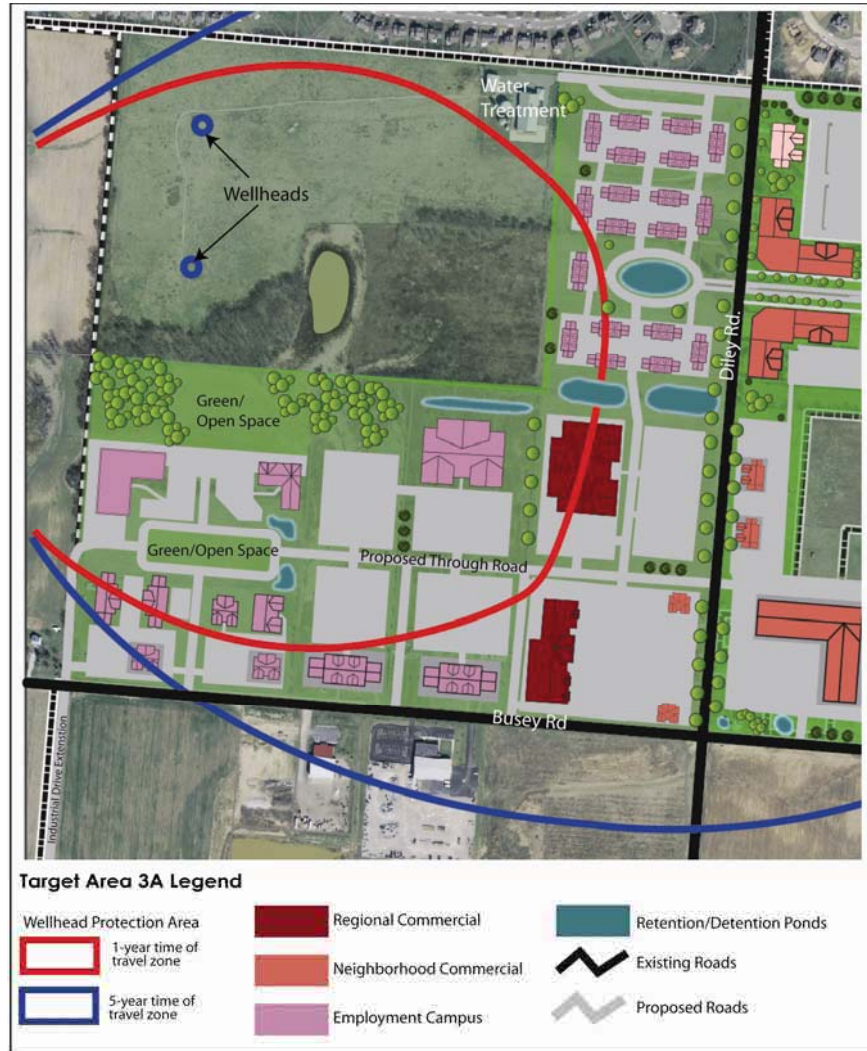 Water
Treatment
Wellheads
Diley Rd.
Green/
Open Space
Green/Open Space
Proposed Through Road
Busey Rd
Industrial Drive Extenstion
r
Target Area 3A Legend
Wellhead Protection Area
1-year time of
travel zone
5-year time of
travel zone
Regional Commercial
Neighborhood Commercial
Employment Campus
Retention/Detention Ponds
Existing Roads
Proposed Roads